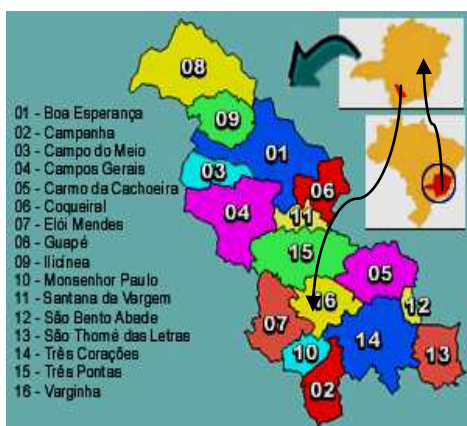 08
09
01
03
06
04
11
15
05
16
12
07
14
10
13
02
01 - Boa Esperança
02 - Campanha
03 - Campo do Meio
04 - Campos Gerais
05 - Carmo da Cachoeira
06 - Coqueiral
07 - Elói Mendes
08 - Guapé
09 - Ilicínea
10 - Monsenhor Paulo
11 - Santana da Vargem
12 - São Bento Abade
13 - São Thomé das Letras
14 - Três Corações
15 - Três Pontas
16 - Varginha